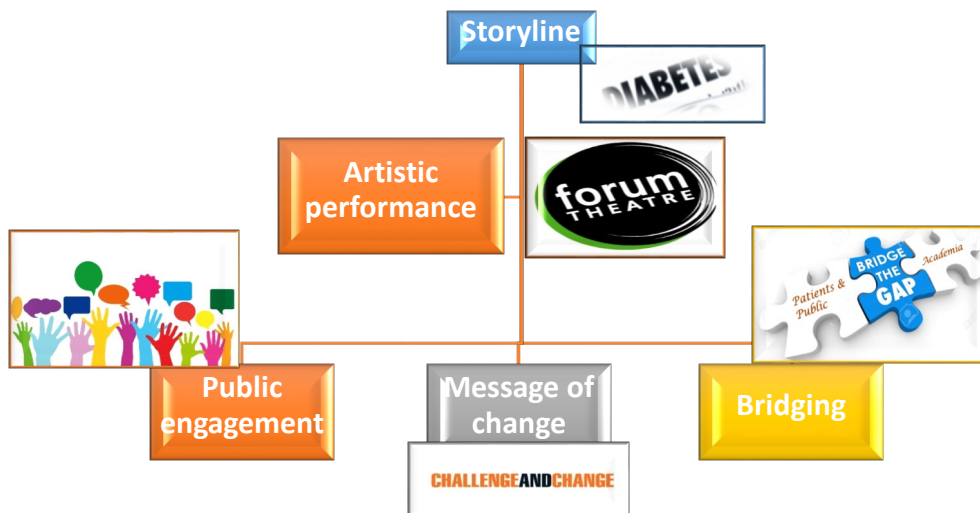 Storyline
DIABETES
Artistic
performance
forum
THEATRE
Patients &
Public
BRIDGE
THE
GAP
Academia
Public
engagement
Message of
change
Bridging
CHALLENGEANDCHANGE